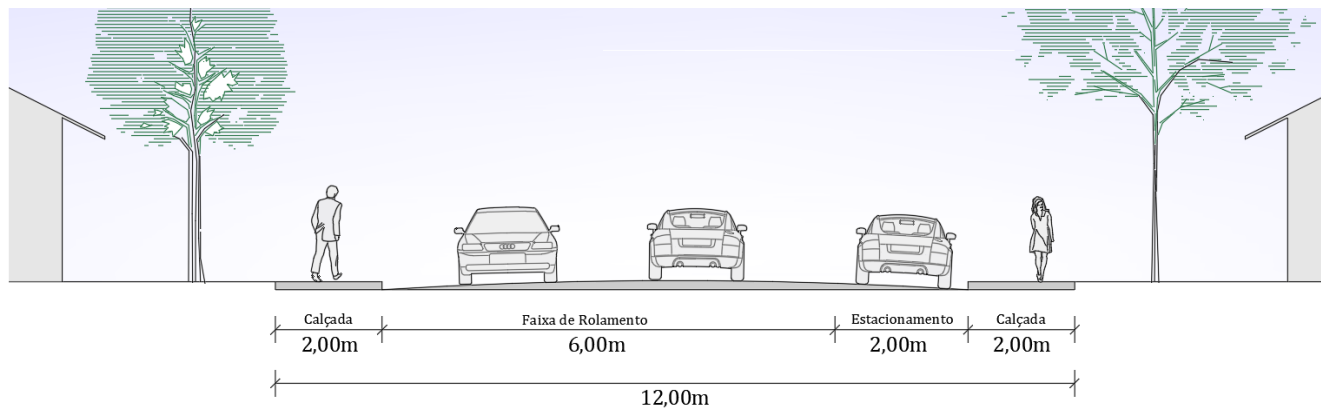 Calçada Faixa de Rolamento Estacionamento Calçada
2,00m 6,00m 2,00m 2,00m
12,00m